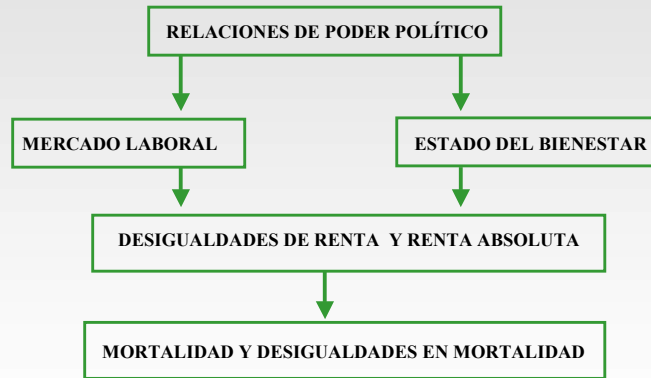 RELACIONES DE PODER POLÍTICO
MERCADO LABORAL
ESTADO DEL BIENESTAR
DESIGUALDADES DE RENTA Y RENTA ABSOLUTA
MORTALIDAD Y DESIGUALDADES EN MORTALIDAD